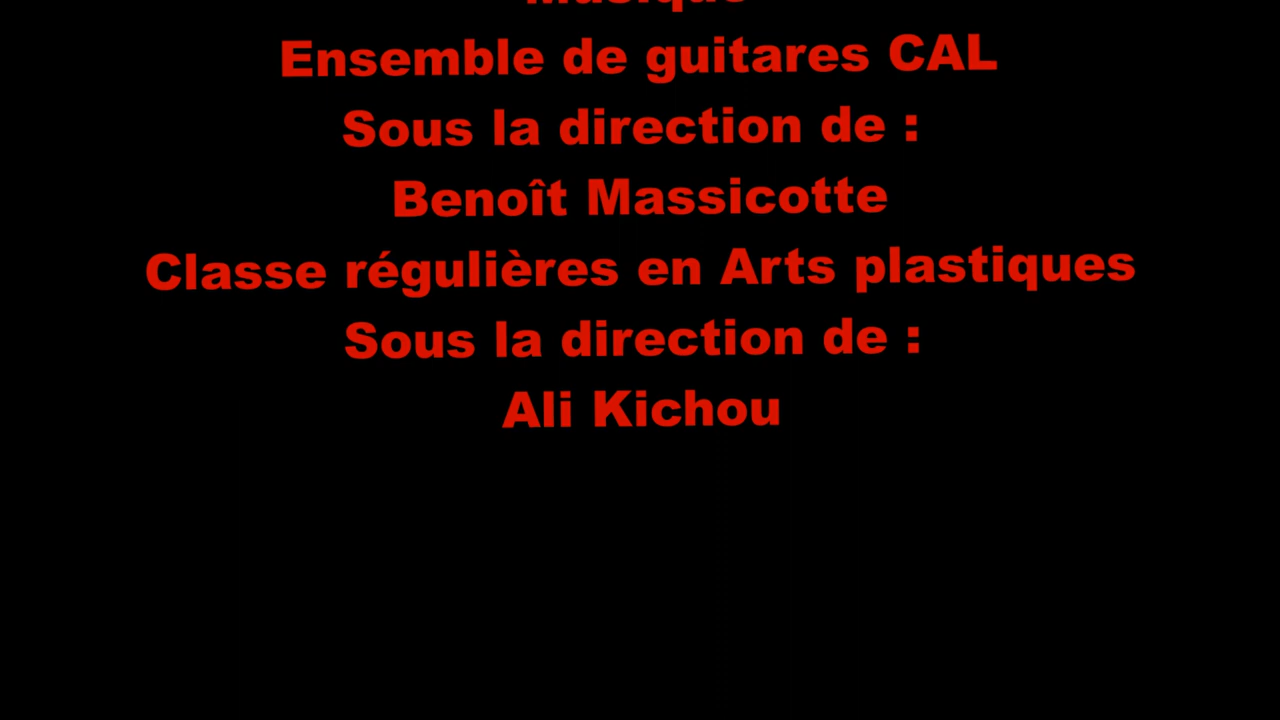 Musique
Ensemble de guitares CAL
Sous la direction de :
Benoît Massicotte
Classe régulières en Arts plastiques
Sous la direction de :
Ali Kichou